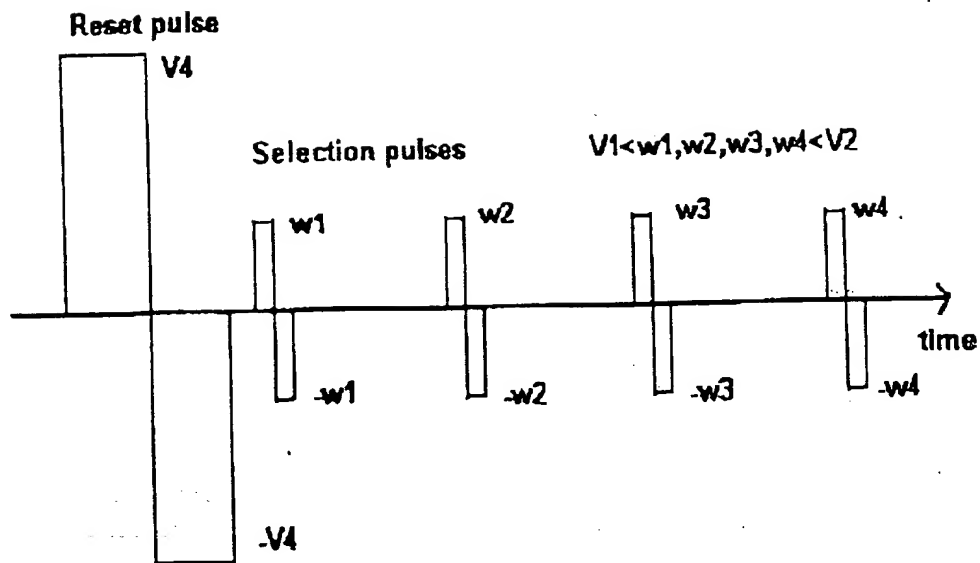 Reset pulse
V4
Selection pulses
V1<w1,w2,w3,w4<V2
w1
w2
w3
w4
time
-w1
-w2
-w3
-w4
-V4